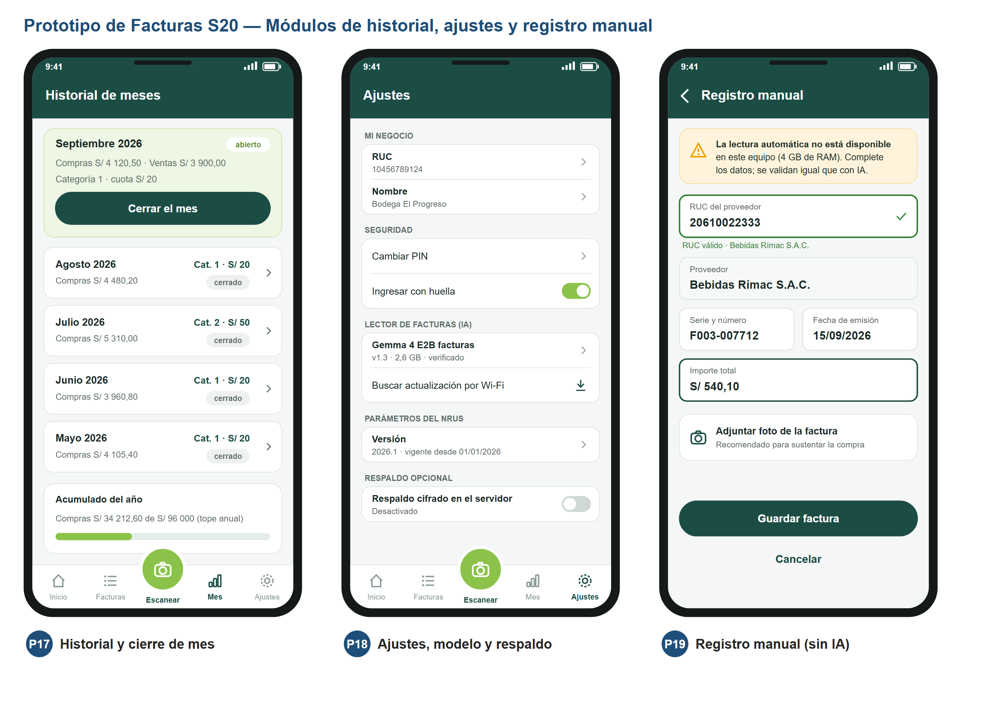 Prototipo de Facturas S20 — Módulos de historial, ajustes y registro manual
9:41
Historial de meses
Septiembre 2026
abierto
Compras S/ 4 120,50 · Ventas S/ 3 900,00
Categoría 1 · cuota S/ 20
Cerrar el mes
Agosto 2026
Cat. 1 · S/ 20
Compras S/ 4 480,20
cerrado
Julio 2026
Cat. 2 · S/ 50
Compras S/ 5 310,00
cerrado
Junio 2026
Cat. 1 · S/ 20
Compras S/ 3 960,80
cerrado
Mayo 2026
Cat. 1 · S/ 20
Compras S/ 4 105,40
cerrado
Acumulado del año
Compras S/ 34 212,60 de S/ 96 000 (tope anual)
Inicio
Facturas
Escanear
Mes
Ajustes
P17 Historial y cierre de mes
9:41
Ajustes
MI NEGOCIO
RUC
10456789124
Nombre
Bodega El Progreso
SEGURIDAD
Cambiar PIN
Ingresar con huella
LECTOR DE FACTURAS (IA)
Gemma 4 E2B facturas
v1.3 · 2,6 GB · verificado
Buscar actualización por Wi-Fi
PARÁMETROS DEL NRUS
Versión
2026.1 · vigente desde 01/01/2026
RESPALDO OPCIONAL
Respaldo cifrado en el servidor
Desactivado
Inicio
Facturas
Escanear
Mes
Ajustes
P18 Ajustes, modelo y respaldo
9:41
Registro manual
La lectura automática no está disponible
en este equipo (4 GB de RAM). Complete
los datos; se validan igual que con IA.
RUC del proveedor
20610022333
RUC válido · Bebidas Rímac S.A.C.
Proveedor
Bebidas Rímac S.A.C.
Serie y número
F003-007712
Fecha de emisión
15/09/2026
Importe total
S/ 540,10
Adjuntar foto de la factura
Recomendado para sustentar la compra
Guardar factura
Cancelar
P19 Registro manual (sin IA)